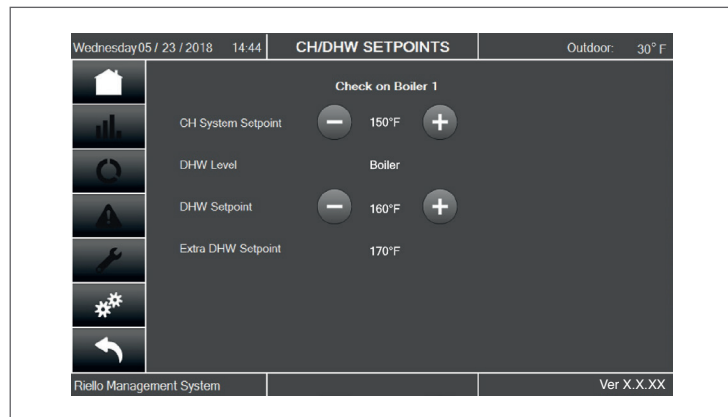 Wednesday 05 / 23 / 2018 14:44 CH/DHW SETPOINTS Outdoor: 30° F
Check on Boiler 1
CH System Setpoint 150°F
DHW Level Boiler
DHW Setpoint 160°F
Extra DHW Setpoint 170°F
Riello Management System Ver X.X.XX